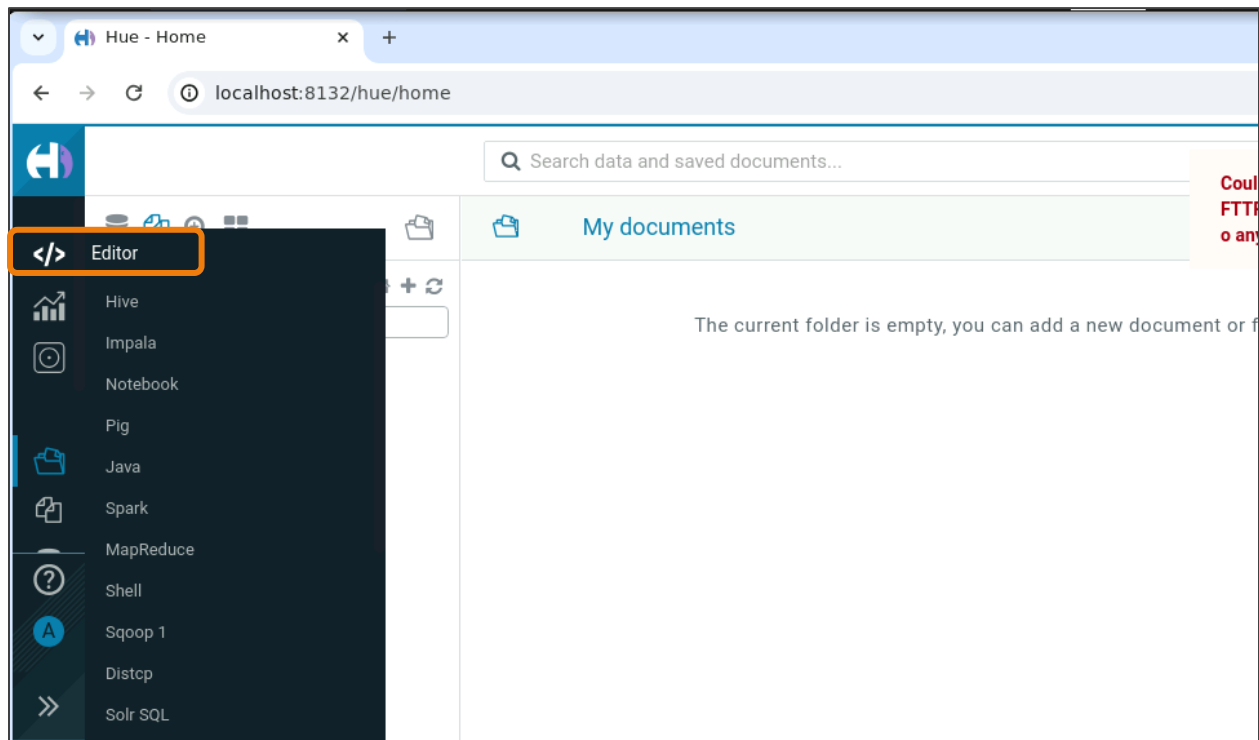 Hue - Home
localhost:8132/hue/home
Search data and saved documents...
Coul
FTTP
o any
My documents
Editor
Hive
The current folder is empty, you can add a new document or f
Impala
Notebook
Pig
Java
Spark
MapReduce
Shell
A
Sqoop 1
Distcp
Solr SQL